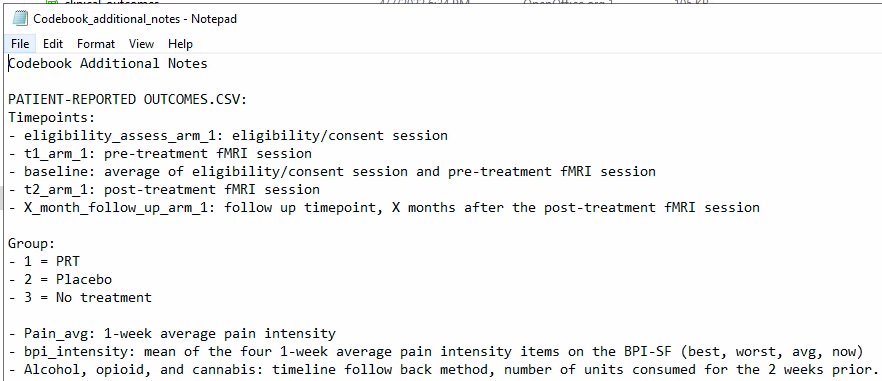 Codebook_additional_notes - Notepad
File Edit Format View Help
Codebook Additional Notes
PATIENT-REPORTED OUTCOMES.CSV:
Timepoints:
- eligibility_assess_arm_1: eligibility/consent session
- t1_arm_1: pre-treatment fMRI session
- baseline: average of eligibility/consent session and pre-treatment fMRI session
- t2_arm_1: post-treatment fMRI session
- X_month_follow_up_arm_1: follow up timepoint, X months after the post-treatment fMRI session
Group:
- 1 = PRT
- 2 = Placebo
- 3 = No treatment
- Pain_avg: 1-week average pain intensity
- bpi_intensity: mean of the four 1-week average pain intensity items on the BPI-SF (best, worst, avg, now)
- Alcohol, opioid, and cannabis: timeline follow back method, number of units consumed for the 2 weeks prior.